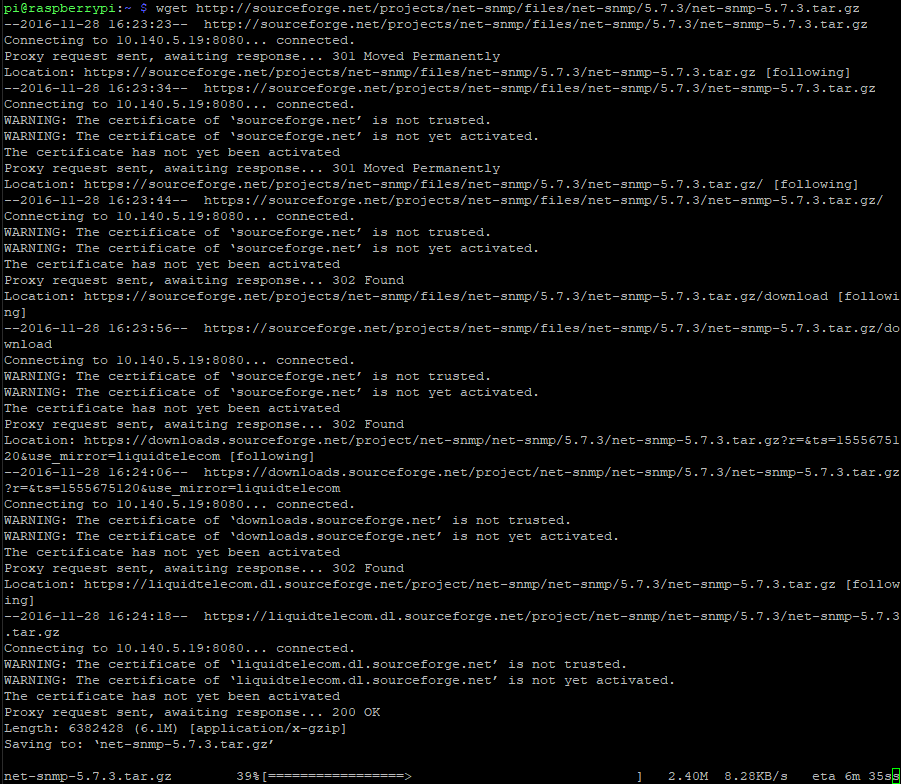 pi@raspberrypi:~ $ wget http://sourceforge.net/projects/net-snmp/files/net-snmp/5.7.3/net-snmp-5.7.3.tar.gz
--2016-11-28 16:23:23--  http://sourceforge.net/projects/net-snmp/files/net-snmp/5.7.3/net-snmp-5.7.3.tar.gz
Connecting to 10.140.5.19:8080... connected.
Proxy request sent, awaiting response... 301 Moved Permanently
Location: https://sourceforge.net/projects/net-snmp/files/net-snmp/5.7.3/net-snmp-5.7.3.tar.gz [following]
--2016-11-28 16:23:34--  https://sourceforge.net/projects/net-snmp/files/net-snmp/5.7.3/net-snmp-5.7.3.tar.gz
Connecting to 10.140.5.19:8080... connected.
WARNING: The certificate of ‘sourceforge.net’ is not trusted.
WARNING: The certificate of ‘sourceforge.net’ is not yet activated.
The certificate has not yet been activated
Proxy request sent, awaiting response... 301 Moved Permanently
Location: https://sourceforge.net/projects/net-snmp/files/net-snmp/5.7.3/net-snmp-5.7.3.tar.gz/ [following]
--2016-11-28 16:23:44--  https://sourceforge.net/projects/net-snmp/files/net-snmp/5.7.3/net-snmp-5.7.3.tar.gz/
Connecting to 10.140.5.19:8080... connected.
WARNING: The certificate of ‘sourceforge.net’ is not trusted.
WARNING: The certificate of ‘sourceforge.net’ is not yet activated.
The certificate has not yet been activated
Proxy request sent, awaiting response... 302 Found
Location: https://sourceforge.net/projects/net-snmp/files/net-snmp/5.7.3/net-snmp-5.7.3.tar.gz/download [followi
ng]
--2016-11-28 16:23:56--  https://sourceforge.net/projects/net-snmp/files/net-snmp/5.7.3/net-snmp-5.7.3.tar.gz/do
wnload
Connecting to 10.140.5.19:8080... connected.
WARNING: The certificate of ‘sourceforge.net’ is not trusted.
WARNING: The certificate of ‘sourceforge.net’ is not yet activated.
The certificate has not yet been activated
Proxy request sent, awaiting response... 302 Found
Location: https://downloads.sourceforge.net/project/net-snmp/net-snmp/5.7.3/net-snmp-5.7.3.tar.gz?r=&ts=15556751
20&use_mirror=liquidtelecom [following]
--2016-11-28 16:24:06--  https://downloads.sourceforge.net/project/net-snmp/net-snmp/5.7.3/net-snmp-5.7.3.tar.gz
?r=&ts=1555675120&use_mirror=liquidtelecom
Connecting to 10.140.5.19:8080... connected.
WARNING: The certificate of ‘downloads.sourceforge.net’ is not trusted.
WARNING: The certificate of ‘downloads.sourceforge.net’ is not yet activated.
The certificate has not yet been activated
Proxy request sent, awaiting response... 302 Found
Location: https://liquidtelecom.dl.sourceforge.net/project/net-snmp/net-snmp/5.7.3/net-snmp-5.7.3.tar.gz [follow
ing]
--2016-11-28 16:24:18--  https://liquidtelecom.dl.sourceforge.net/project/net-snmp/net-snmp/5.7.3/net-snmp-5.7.3
.tar.gz
Connecting to 10.140.5.19:8080... connected.
WARNING: The certificate of ‘liquidtelecom.dl.sourceforge.net’ is not trusted.
WARNING: The certificate of ‘liquidtelecom.dl.sourceforge.net’ is not yet activated.
The certificate has not yet been activated
Proxy request sent, awaiting response... 200 OK
Length: 6382428 (6.1M) [application/x-gzip]
Saving to: ‘net-snmp-5.7.3.tar.gz’
net-snmp-5.7.3.tar.gz        39%[=================>                            ]   2.40M  8.28KB/s   eta 6m 35ss